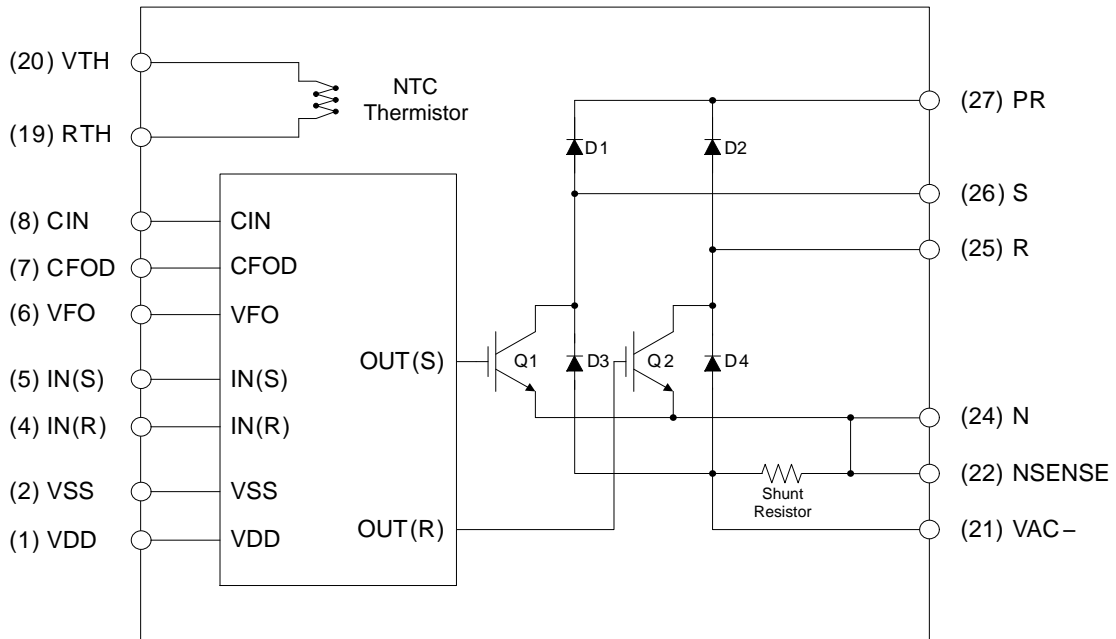 (20) VTH
(19) RTH
(8) CIN
(7) CFOD
(6) VFO
(5) IN(S)
(4) IN(R)
(2) VSS
(1) VDD
NTC
Thermistor
CIN
CFOD
VFO
IN(S)
IN(R)
VSS
VDD
OUT(S)
OUT(R)
D1
D2
Q1
D3
Q2
D4
Shunt
Resistor
(27) PR
(26) S
(25) R
(24) N
(22) NSENSE
(21) VAC−